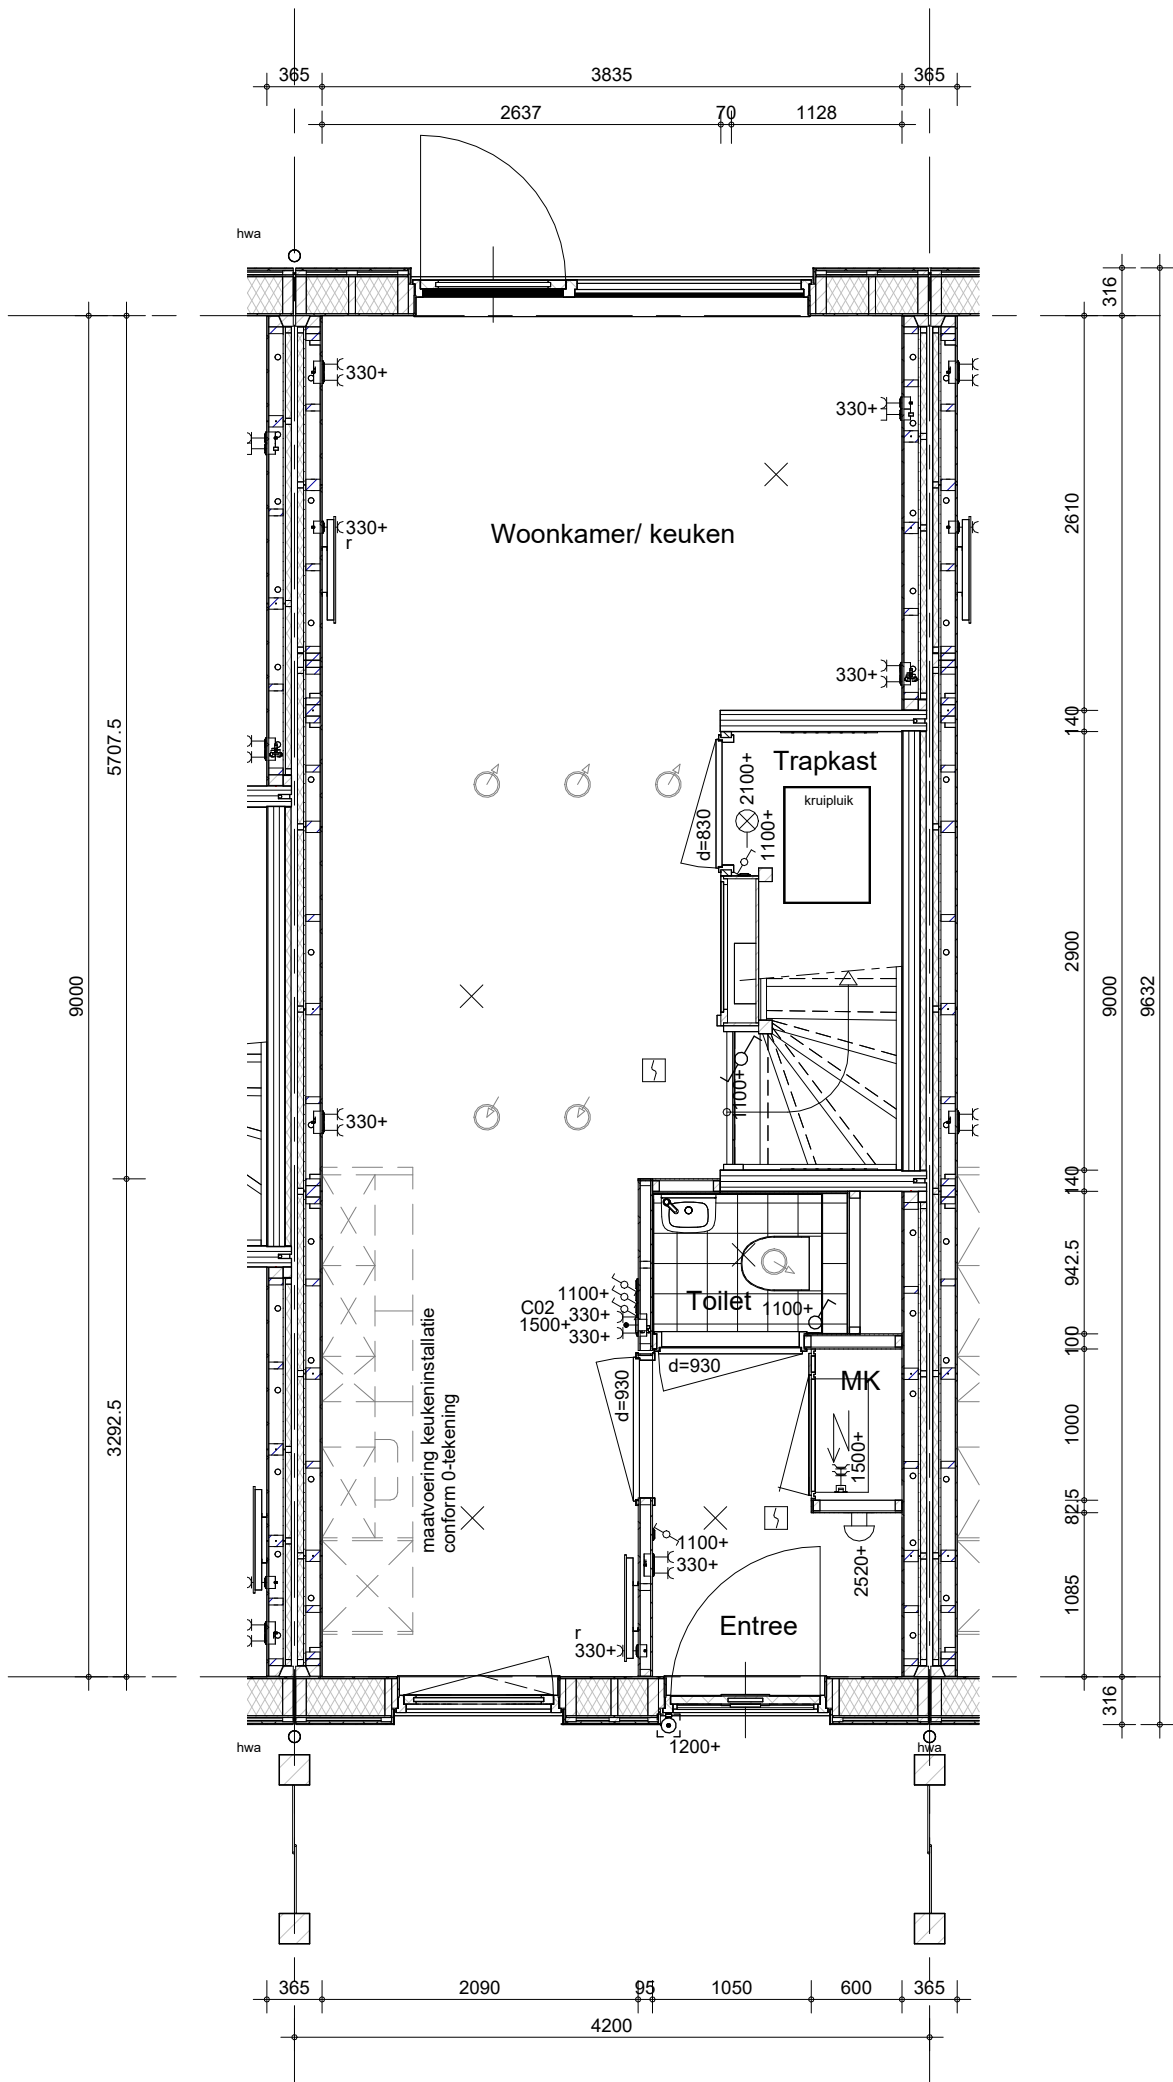 365
3835
365
2637
70
1128
hwa
316
330+
330+
330+
r
Woonkamer/ keuken
2610
330+
140
5707.5
Trapkast
2100+
kruipluik
d=830
1100+
2900
9000
9000
9632
1100+
330+
140
942.5
1100+
C02
330+
1500+
330+
Toilet
1100+
100
d=930
d=930
MK
maatvoering keukeninstallatie
conform 0-tekening
3292.5
1000
1500+
82.5
1100+
330+
2520+
1085
Entree
r
330+
316
1200+
hwa
hwa
365
2090
95
1050
600
365
4200